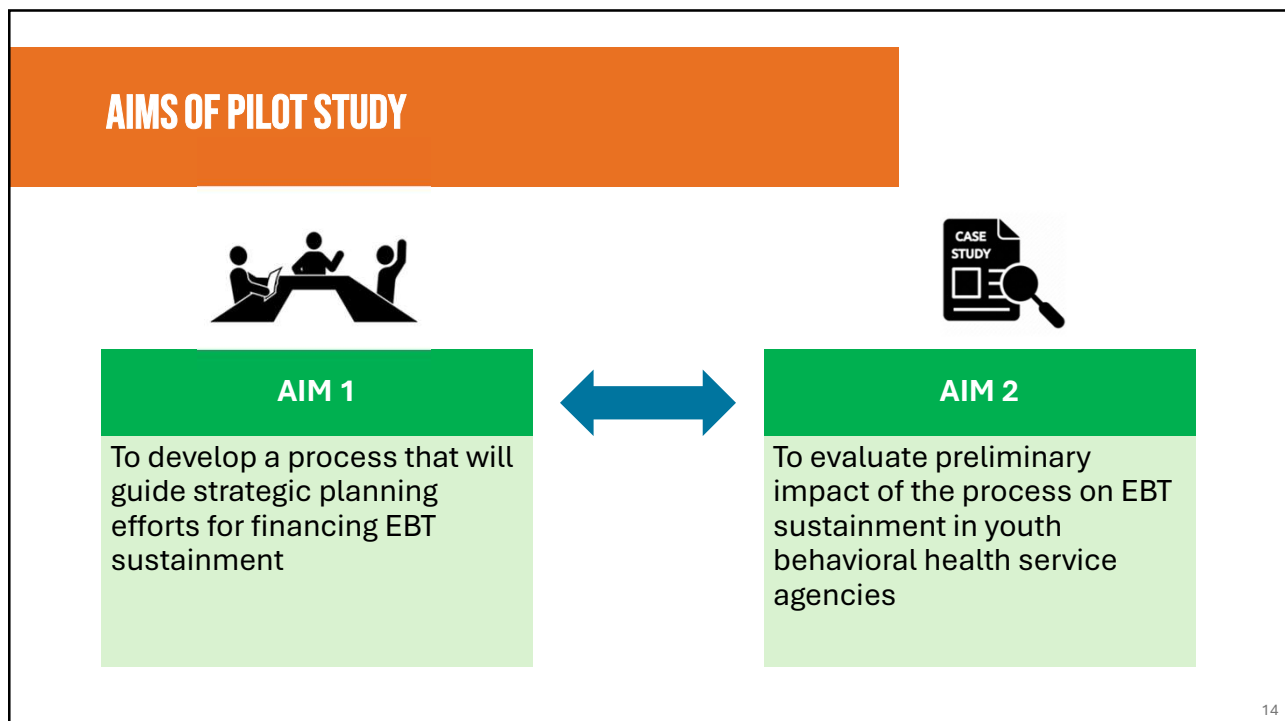 AIMS OF PILOT STUDY
CASE
STUDY
AIM 1
To develop a process that will
guide strategic planning
efforts for financing EBT
sustainment
AIM 2
To evaluate preliminary
impact of the process on EBT
sustainment in youth
behavioral health service
agencies
14